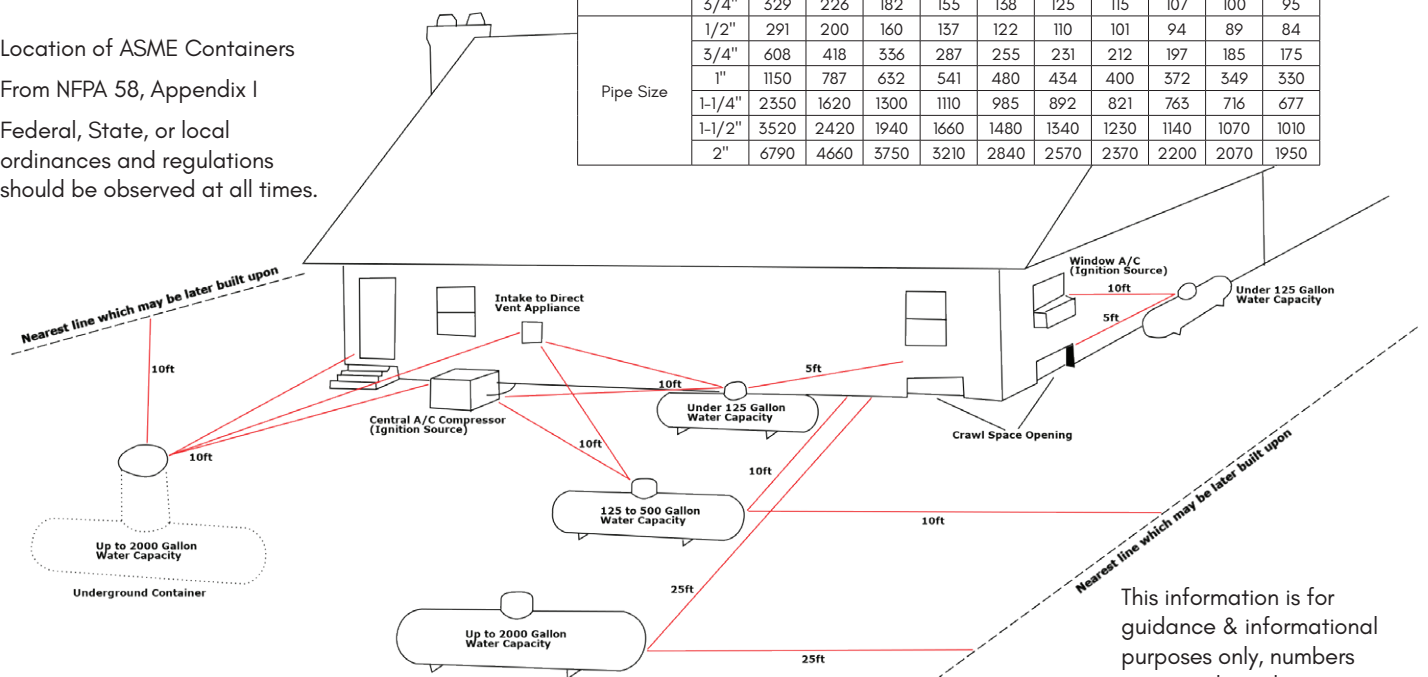 3/4" 329 226 182 155 138 125 115 107 100 95
Pipe Size
1/2" 291 200 160 137 122 110 101 94 89 84
3/4" 608 418 336 287 255 231 212 197 185 175
1" 1150 787 632 541 480 434 400 372 349 330
1-1/4" 2350 1620 1300 1110 985 892 821 763 716 677
1-1/2" 3520 2420 1940 1660 1480 1340 1230 1140 1070 1010
2" 6790 4660 3750 3210 2840 2570 2370 2200 2070 1950
Location of ASME Containers
From NFPA 58, Appendix I
Federal, State, or local
ordinances and regulations
should be observed at all times.
Nearest line which may be later built upon
10ft
10ft
Up to 2000 Gallon
Water Capacity
Underground Container
Intake to Direct
Vent Appliance
Central A/C Compressor
(Ignition Source)
10ft
5ft
Under 125 Gallon
Water Capacity
10ft
10ft
125 to 500 Gallon
Water Capacity
10ft
25ft
Up to 2000 Gallon
Water Capacity
25ft
Window A/C
(Ignition Source)
10ft
5ft
Under 125 Gallon
Water Capacity
Crawl Space Opening
Nearest line which may be later built upon
This information is for
guidance & informational
purposes only, numbers